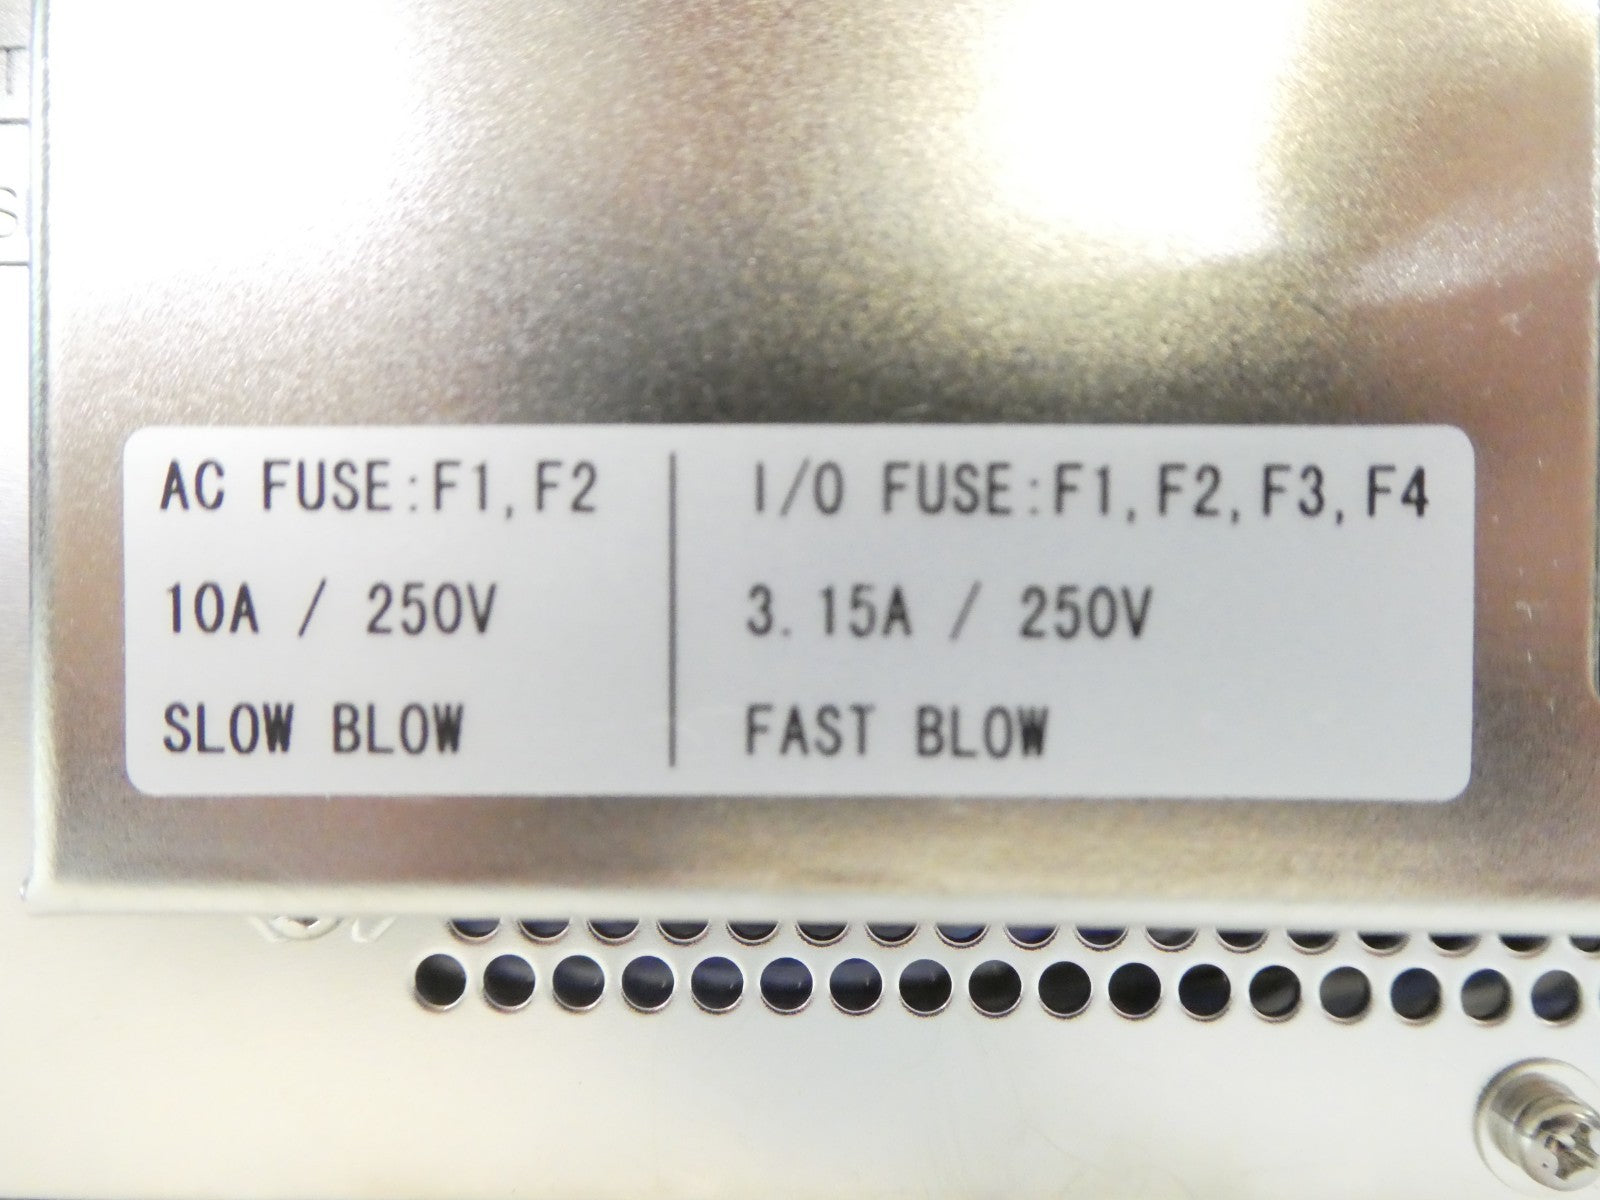 T
S
AC FUSE:F1,F2
10A / 250V
SLOW BLOW
I/O FUSE:F1,F2,F3,F4
3.15A / 250V
FAST BLOW